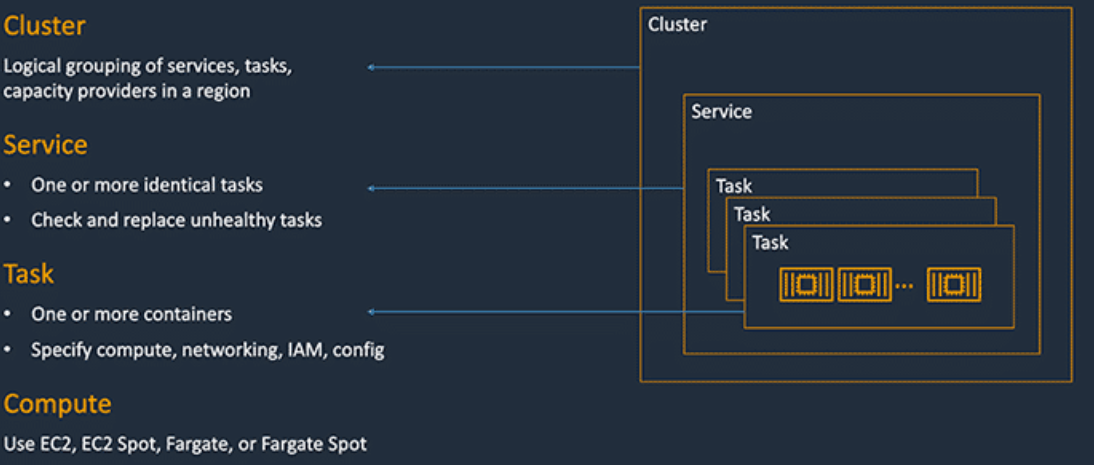 Cluster
Logical grouping of services, tasks,
capacity providers in a region
Service
• One or more identical tasks
• Check and replace unhealthy tasks
Task
• One or more containers
• Specify compute, networking, IAM, config
Compute
Use EC2, EC2 Spot, Fargate, or Fargate Spot
Cluster
Service
Task
Task
Task
...